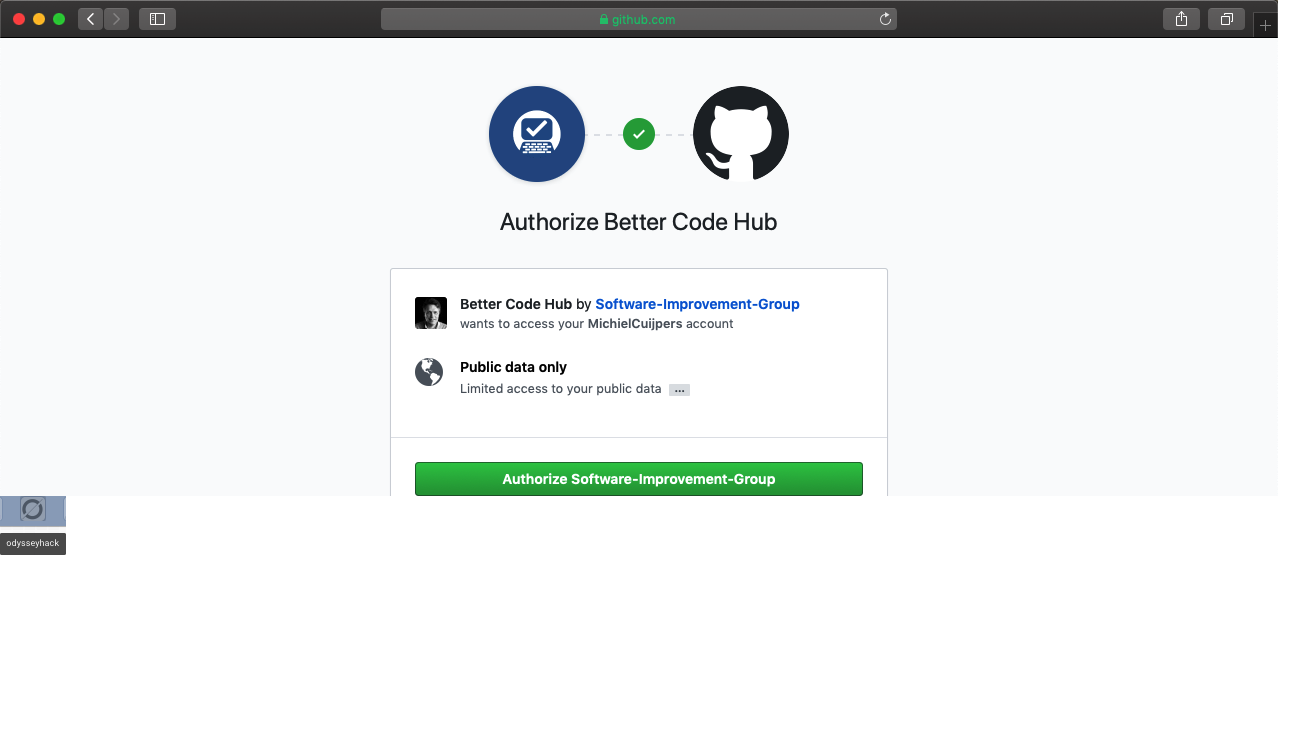 github.com
Authorize Better Code Hub
Better Code Hub by Software-Improvement-Group
wants to access your MichielCuijpers account
Public data only
Limited access to your public data ...
Authorize Software-Improvement-Group
odysseyhack